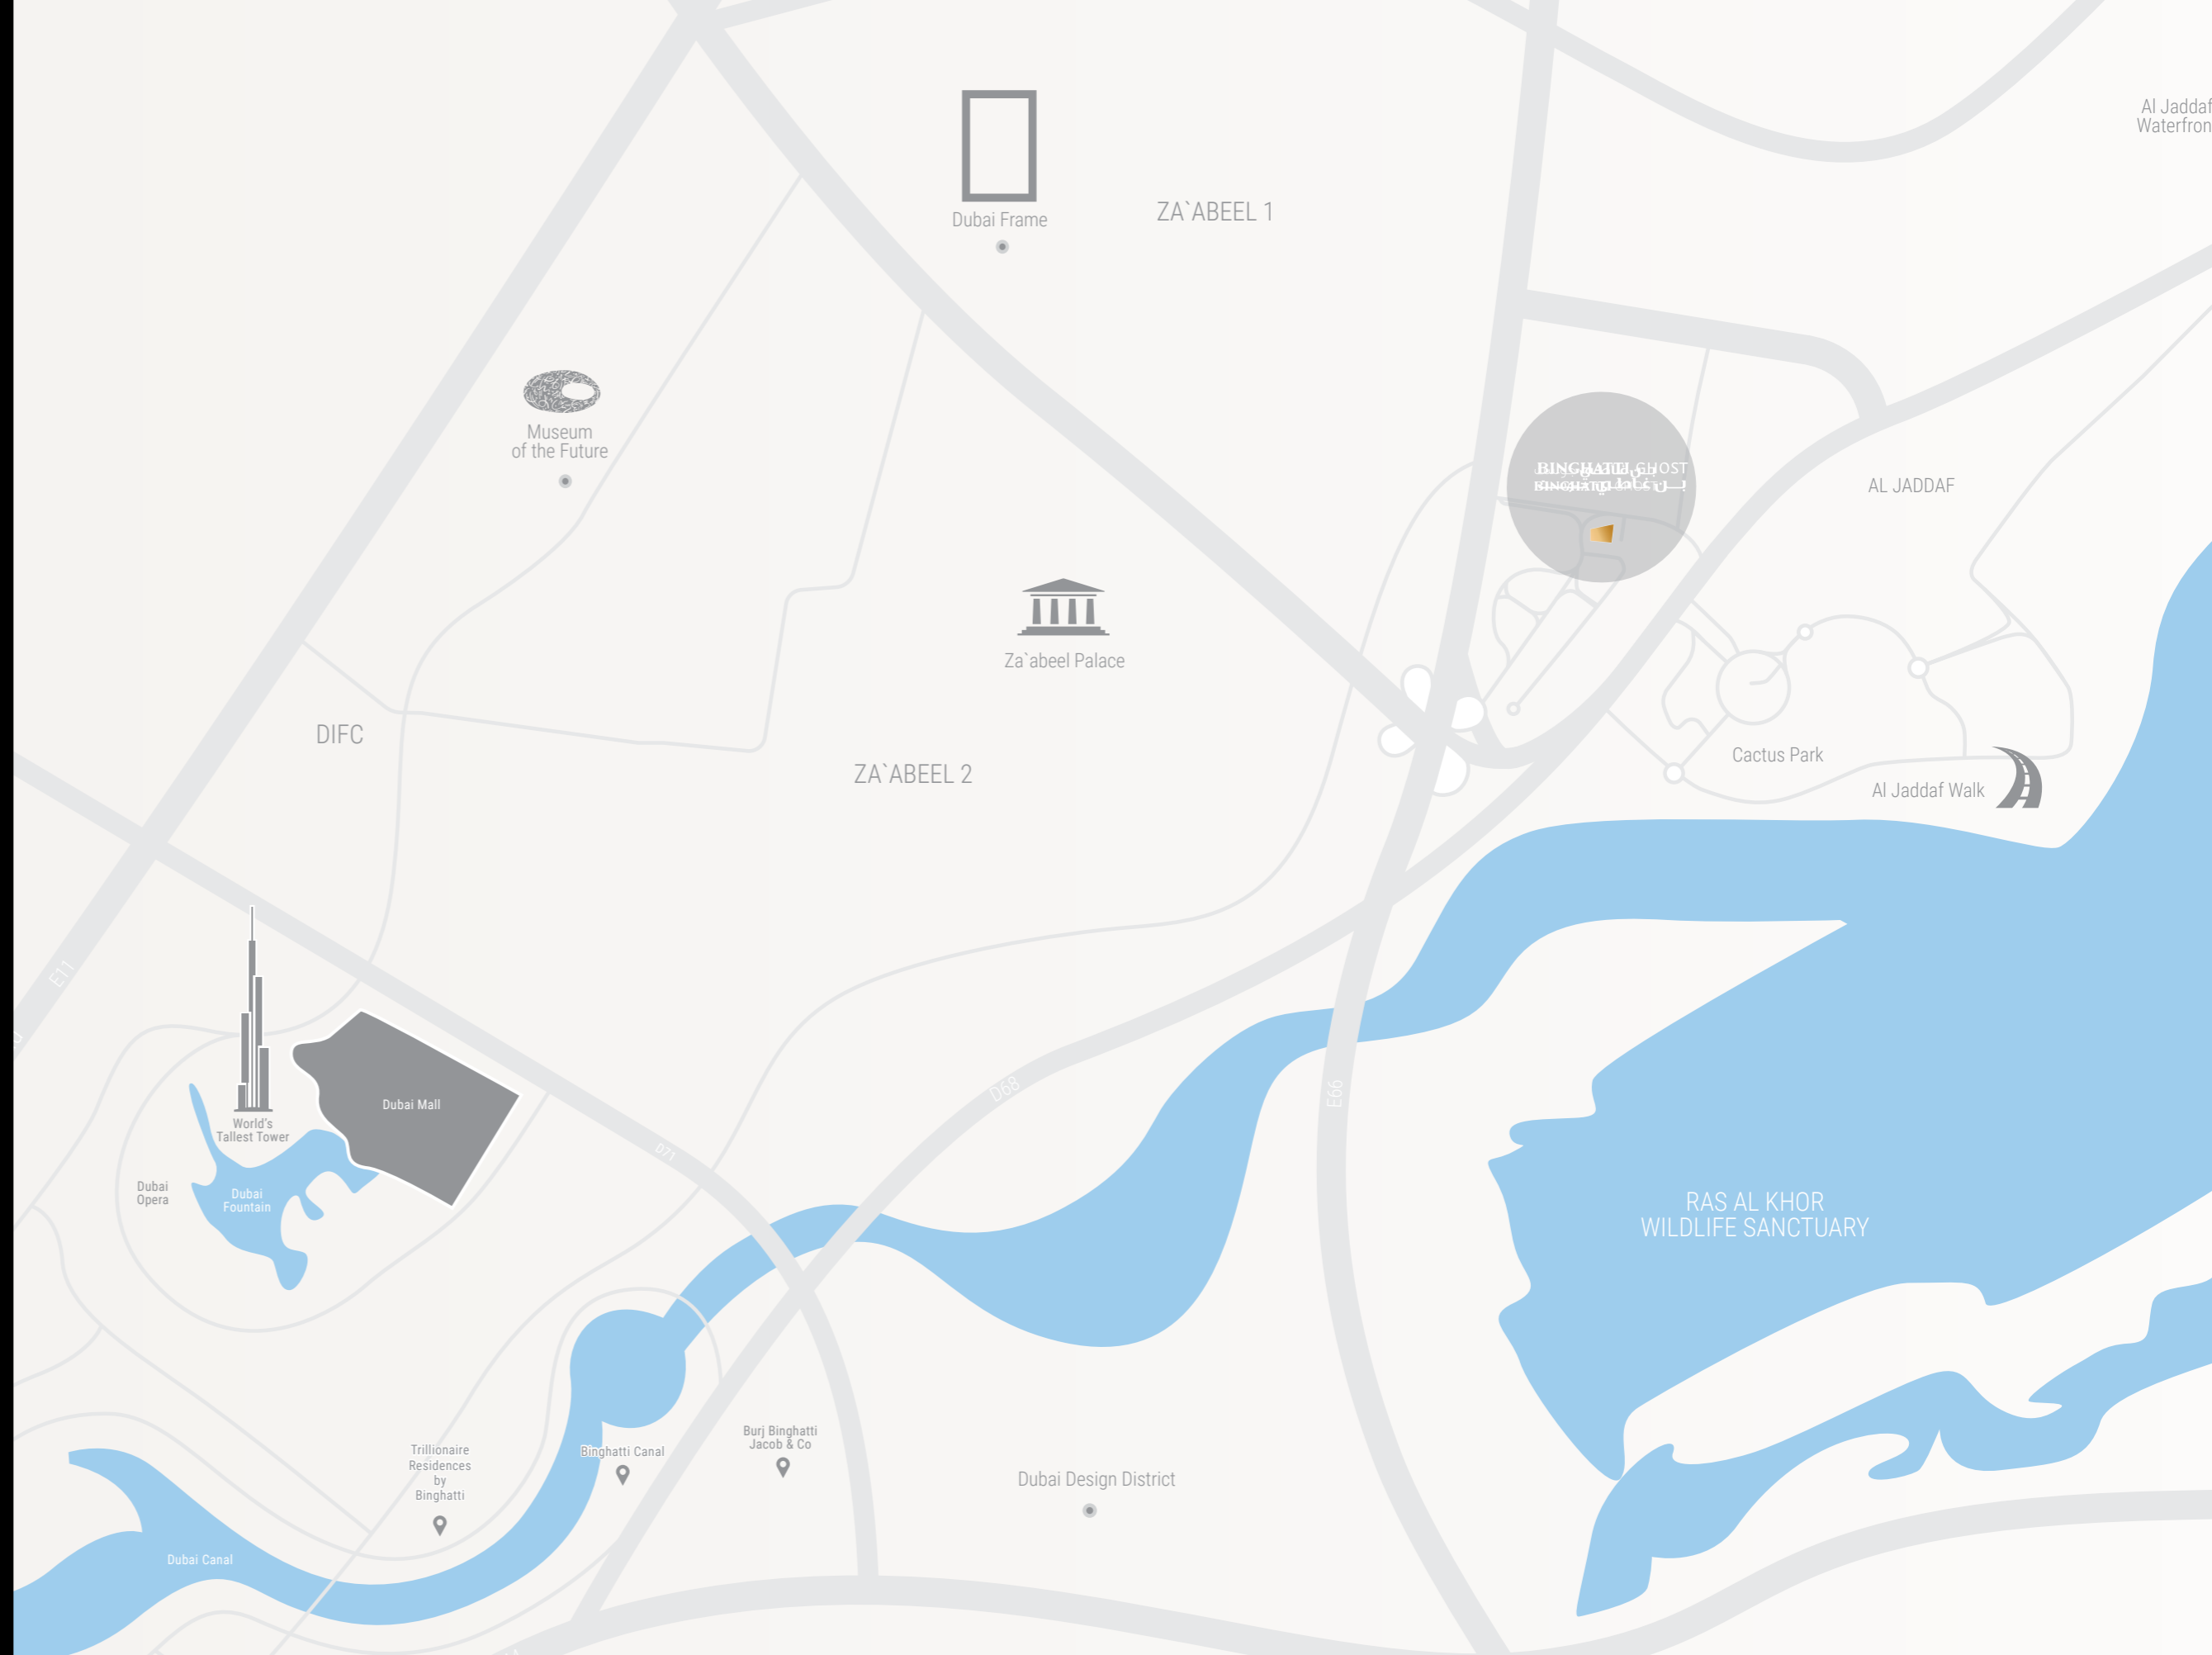 Al Jaddaf
Waterfron
Dubai Frame
ZA`ABEEL 1
Museum
of the Future
BINGHATTI GHOST
AL JADDAF
Za`abeel Palace
DIFC
ZA`ABEEL 2
Cactus Park
Al Jaddaf Walk
E11
Dubai Mall
D68
E66
World's
Tallest Tower
D71
Dubai
Opera
Dubai
Fountain
RAS AL KHOR
WILDLIFE SANCTUARY
Trillionaire
Residences
by
Binghatti
Binghatti Canal
Burj Binghatti
Jacob & Co
Dubai Design District
Dubai Canal